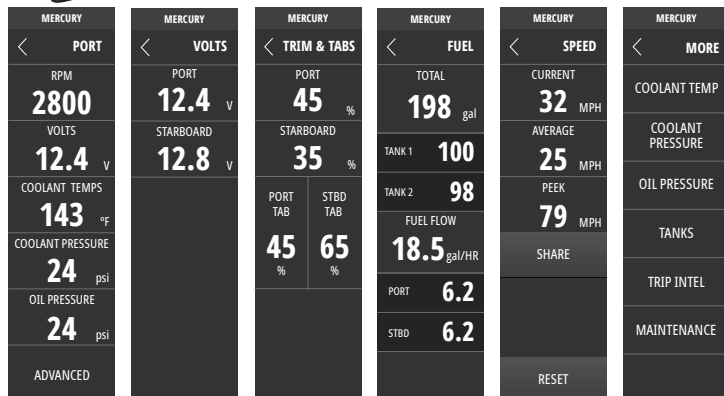 MERCURY
PORT
RPM
2800
VOLTS
12.4 V
COOLANT TEMPS
143 °F
COOLANT PRESSURE
24 psi
OIL PRESSURE
24 psi
ADVANCED
MERCURY
VOLTS
PORT
12.4 V
STARBOARD
12.8 V
MERCURY
TRIM & TABS
PORT
45 %
STARBOARD
35 %
PORT
TAB
45
%
STBD
TAB
65
%
MERCURY
FUEL
TOTAL
198 gal
TANK 1 100
TANK 2 98
FUEL FLOW
18.5 gal/HR
PORT 6.2
STBD 6.2
MERCURY
SPEED
CURRENT
32 MPH
AVERAGE
25 MPH
PEEK
79 MPH
SHARE
RESET
MERCURY
MORE
COOLANT TEMP
COOLANT
PRESSURE
OIL PRESSURE
TANKS
TRIP INTEL
MAINTENANCE